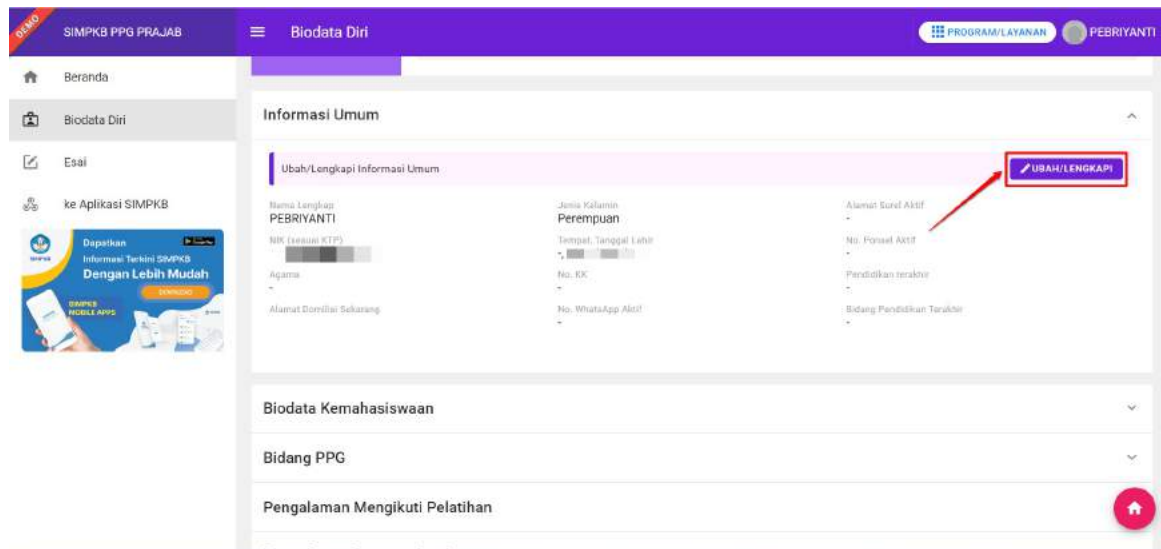 DEMO
SIMPKB PPG PRAJAB
Biodata Diri
PROGRAM/LAYANAN
PEBRIYANTI
Beranda
Biodata Diri
Esai
ke Aplikasi SIMPKB
Dapatkan
Informasi Terkini SIMPKB
Dengan Lebih Mudah
DOWNLOAD
SIMPKB
MOBILE APPS
Informasi Umum
Ubah/Lengkapi Informasi Umum
UBAH/LENGKAPI
Nama Lengkap
PEBRIYANTI
Jenis Kelamin
Perempuan
Alamat Surel Aktif
-
NIK (sesuai KTP)
Tempat, Tanggal Lahir
-,
No. Ponsel Aktif
-
Agama
-
No. KK
-
Pendidikan terakhir
-
Alamat Domilisi Sekarang
No. WhatsApp Aktif
-
Bidang Pendidikan Terakhir
-
Biodata Kemahasiswaan
Bidang PPG
Pengalaman Mengikuti Pelatihan